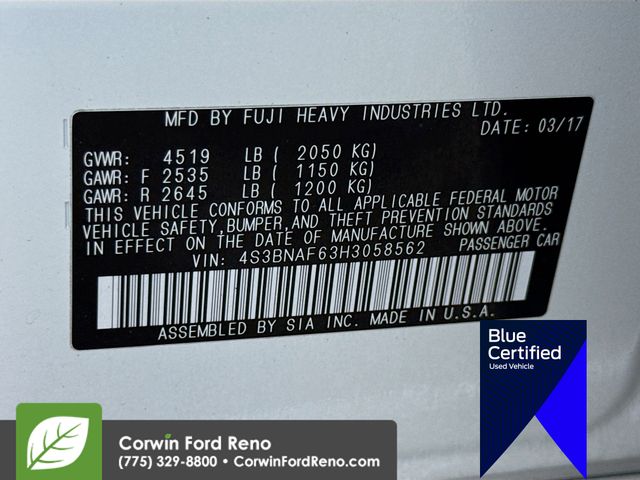 MFD BY FUJI HEAVY INDUSTRIES LTD.
DATE: 03/17
GVWR: 4519 LB ( 2050 KG)
GAWR: F 2535 LB ( 1150 KG)
GAWR: R 2645 LB ( 1200 KG)
THIS VEHICLE CONFORMS TO ALL APPLICABLE FEDERAL MOTOR
VEHICLE SAFETY, BUMPER, AND THEFT PREVENTION STANDARDS
IN EFFECT ON THE DATE OF MANUFACTURE SHOWN ABOVE.
VIN: 4S3BNAF63H3058562 PASSENGER CAR
ASSEMBLED BY SIA INC. MADE IN U.S.A.
Blue
Certified
Used Vehicle
Corwin Ford Reno
(775) 329-8800 • CorwinFordReno.com